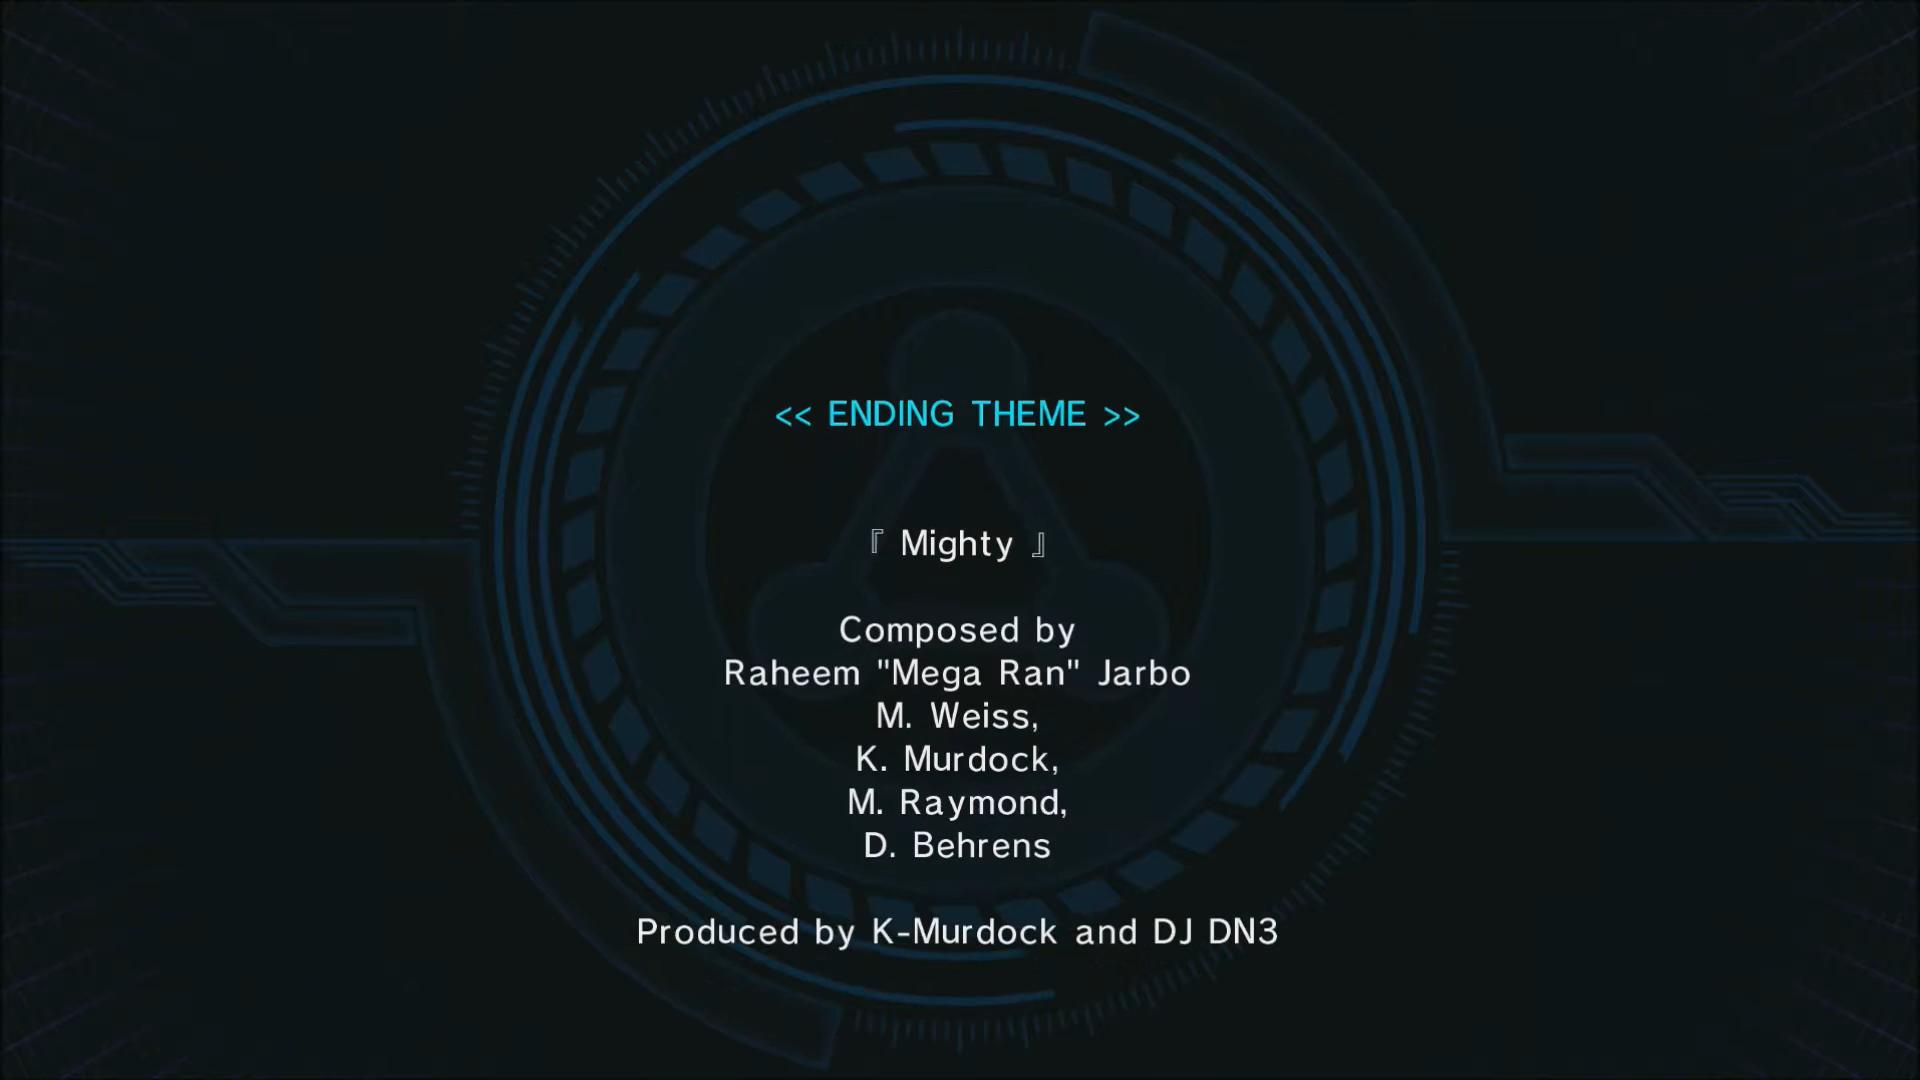 << ENDING THEME >>
『 Mighty 』
Composed by
Raheem "Mega Ran" Jarbo
M. Weiss,
K. Murdock,
M. Raymond,
D. Behrens
Produced by K-Murdock and DJ DN3